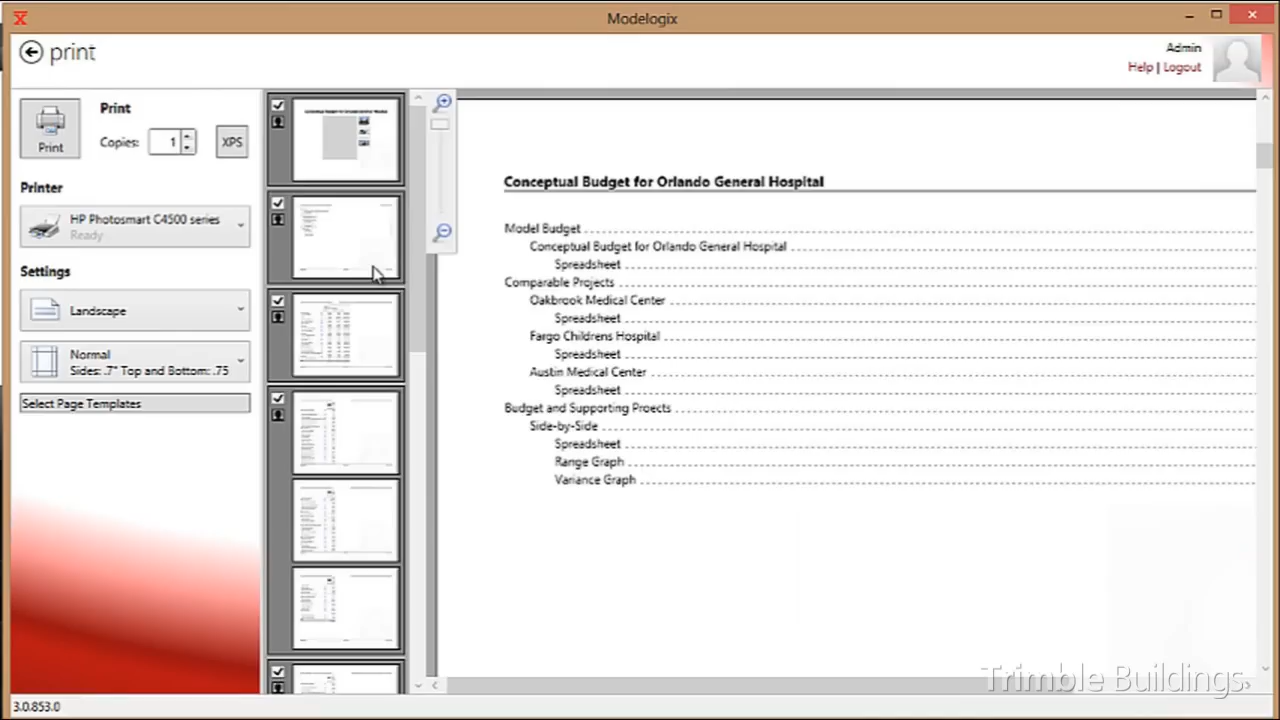 Modelogix
print
Admin
Help | Logout
Print
Print
Copies: 1
XPS
Printer
HP Photosmart C4500 series
Ready
Settings
Landscape
Normal
Sides: .7" Top and Bottom: .75
Select Page Templates
Conceptual Budget for Orlando General Hospital
Model Budget
Conceptual Budget for Orlando General Hospital
Spreadsheet
Comparable Projects
Oakbrook Medical Center
Spreadsheet
Fargo Childrens Hospital
Spreadsheet
Austin Medical Center
Spreadsheet
Budget and Supporting Proects
Side-by-Side
Spreadsheet
Range Graph
Variance Graph
Trimble Buildings.
3.0.853.0